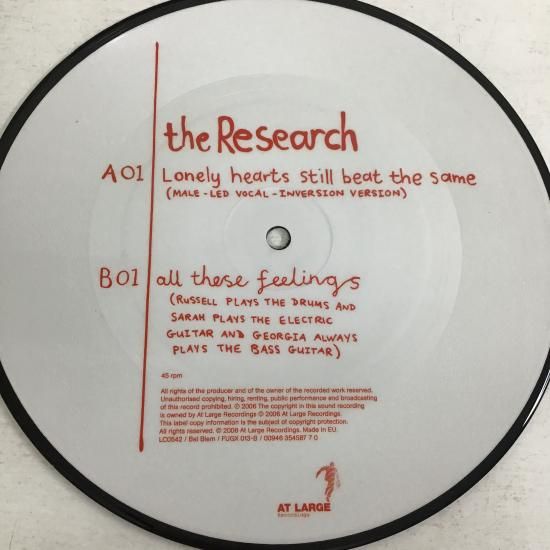 the Research
A01 Lonely hearts still beat the same
(MALE-LED VOCAL-INVERSION VERSION)
B01 all these feelings
(RUSSELL PLAYS THE DRUMS AND
SARAH PLAYS THE ELECTRIC
GUITAR AND GEORGIA ALWAYS
PLAYS THE BASS GUITAR)
45 rpm
All rights of the producer and of the owner of the recorded work reserved.
Unauthorised copying, hiring, renting, public performance and broadcasting
of this record prohibited. ℗ 2006 The copyright in this sound recording
is owned by At Large Recordings. © 2006 At Large Recordings.
This label copy information is the subject of copyright protection.
All rights reserved. © 2006 At Large Recordings. Made in EU.
LC0542 / Bel Biem / FUGX 013-B / 00946 354587 7 0
AT LARGE
Recordings